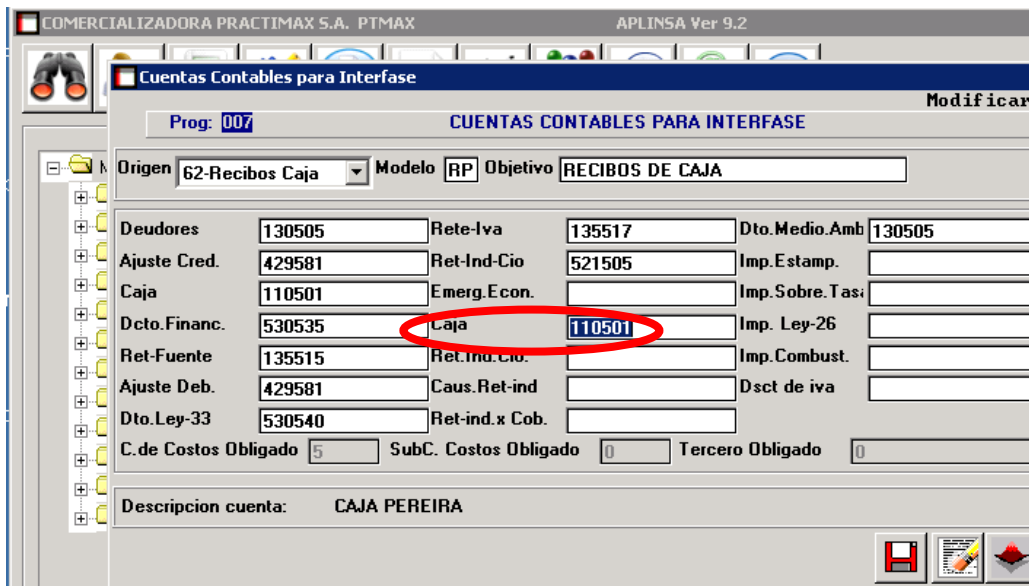 COMERCIALIZADORA PRACTIMAX S.A. PTMAX APLINSA Ver 9.2
Cuentas Contables para Interfase
Modificar
Prog: 007 CUENTAS CONTABLES PARA INTERFASE
Origen 62-Recibos Caja Modelo RP Objetivo RECIBOS DE CAJA
Deudores 130505 Rete-Iva 135517 Dto.Medio.Amb 130505
Ajuste Cred. 429581 Ret-Ind-Cio 521505 Imp.Estamp.
Caja 110501 Emerg.Econ. Imp.Sobre.Tasa
Dcto.Financ. 530535 Caja 110501 Imp. Ley-26
Ret-Fuente 135515 Ret.Ind.Cio. Imp.Combust.
Ajuste Deb. 429581 Caus.Ret-ind Dsct de iva
Dto.Ley-33 530540 Ret-ind.x Cob.
C.de Costos Obligado 5 SubC. Costos Obligado 0 Tercero Obligado 0
Descripcion cuenta: CAJA PEREIRA